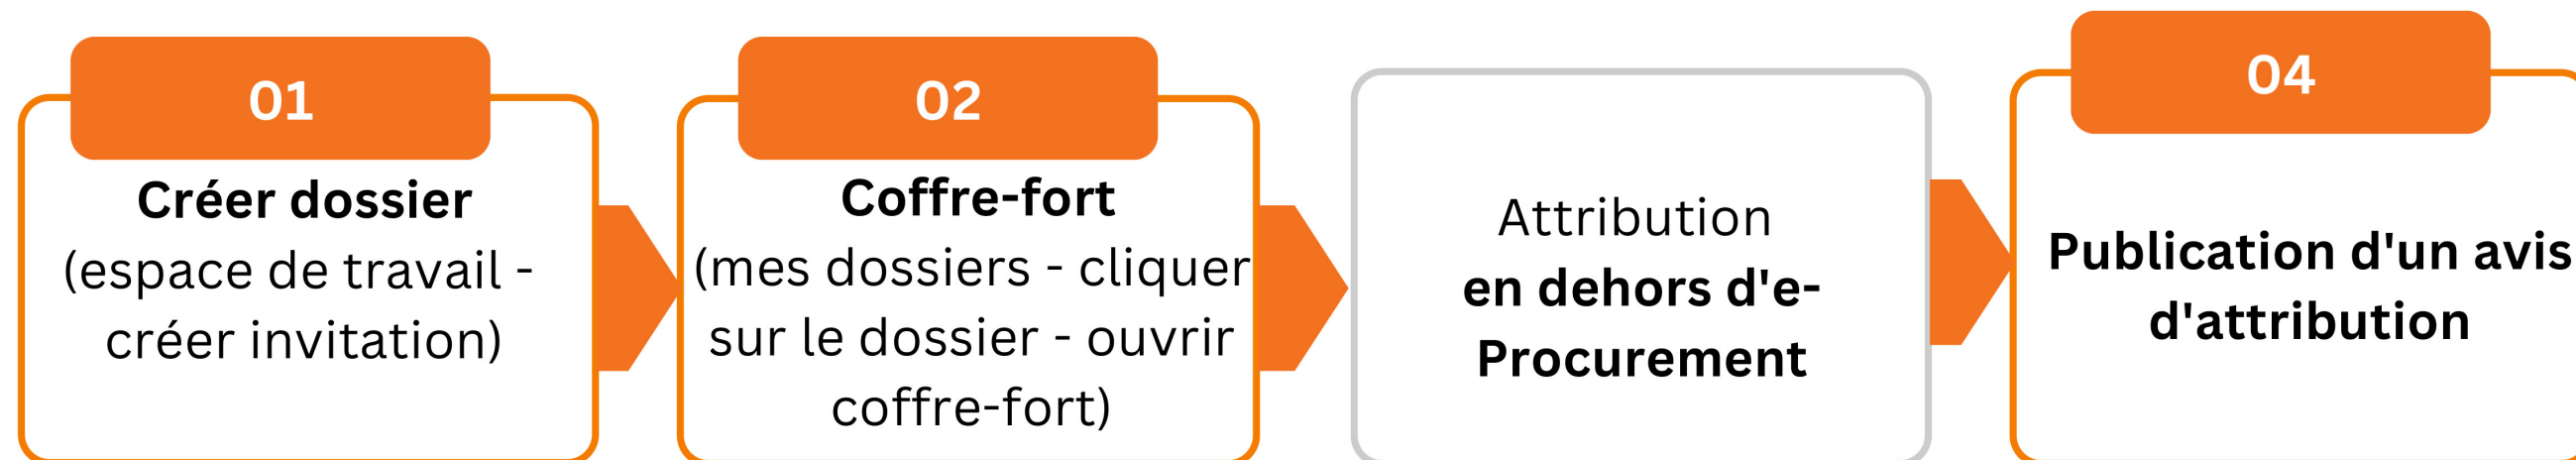 01
Créer dossier
(espace de travail -
créer invitation)
02
Coffre-fort
(mes dossiers - cliquer
sur le dossier - ouvrir
coffre-fort)
Attribution
en dehors d'e-
Procurement
04
Publication d'un avis
d'attribution